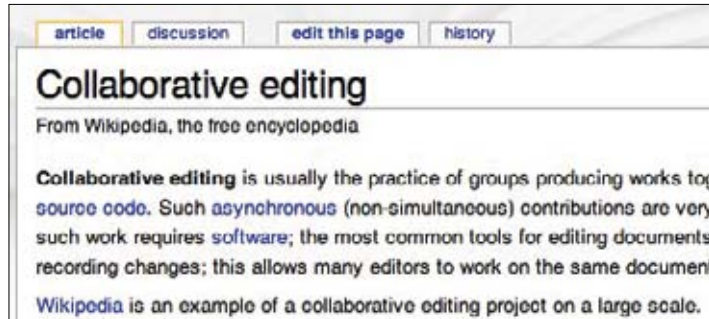 article discussion edit this page history
Collaborative editing
From Wikipedia, the free encyclopedia
Collaborative editing is usually the practice of groups producing works tog
source code. Such asynchronous (non-simultaneous) contributions are very
such work requires software; the most common tools for editing documents
recording changes; this allows many editors to work on the same documen
Wikipedia is an example of a collaborative editing project on a large scale.